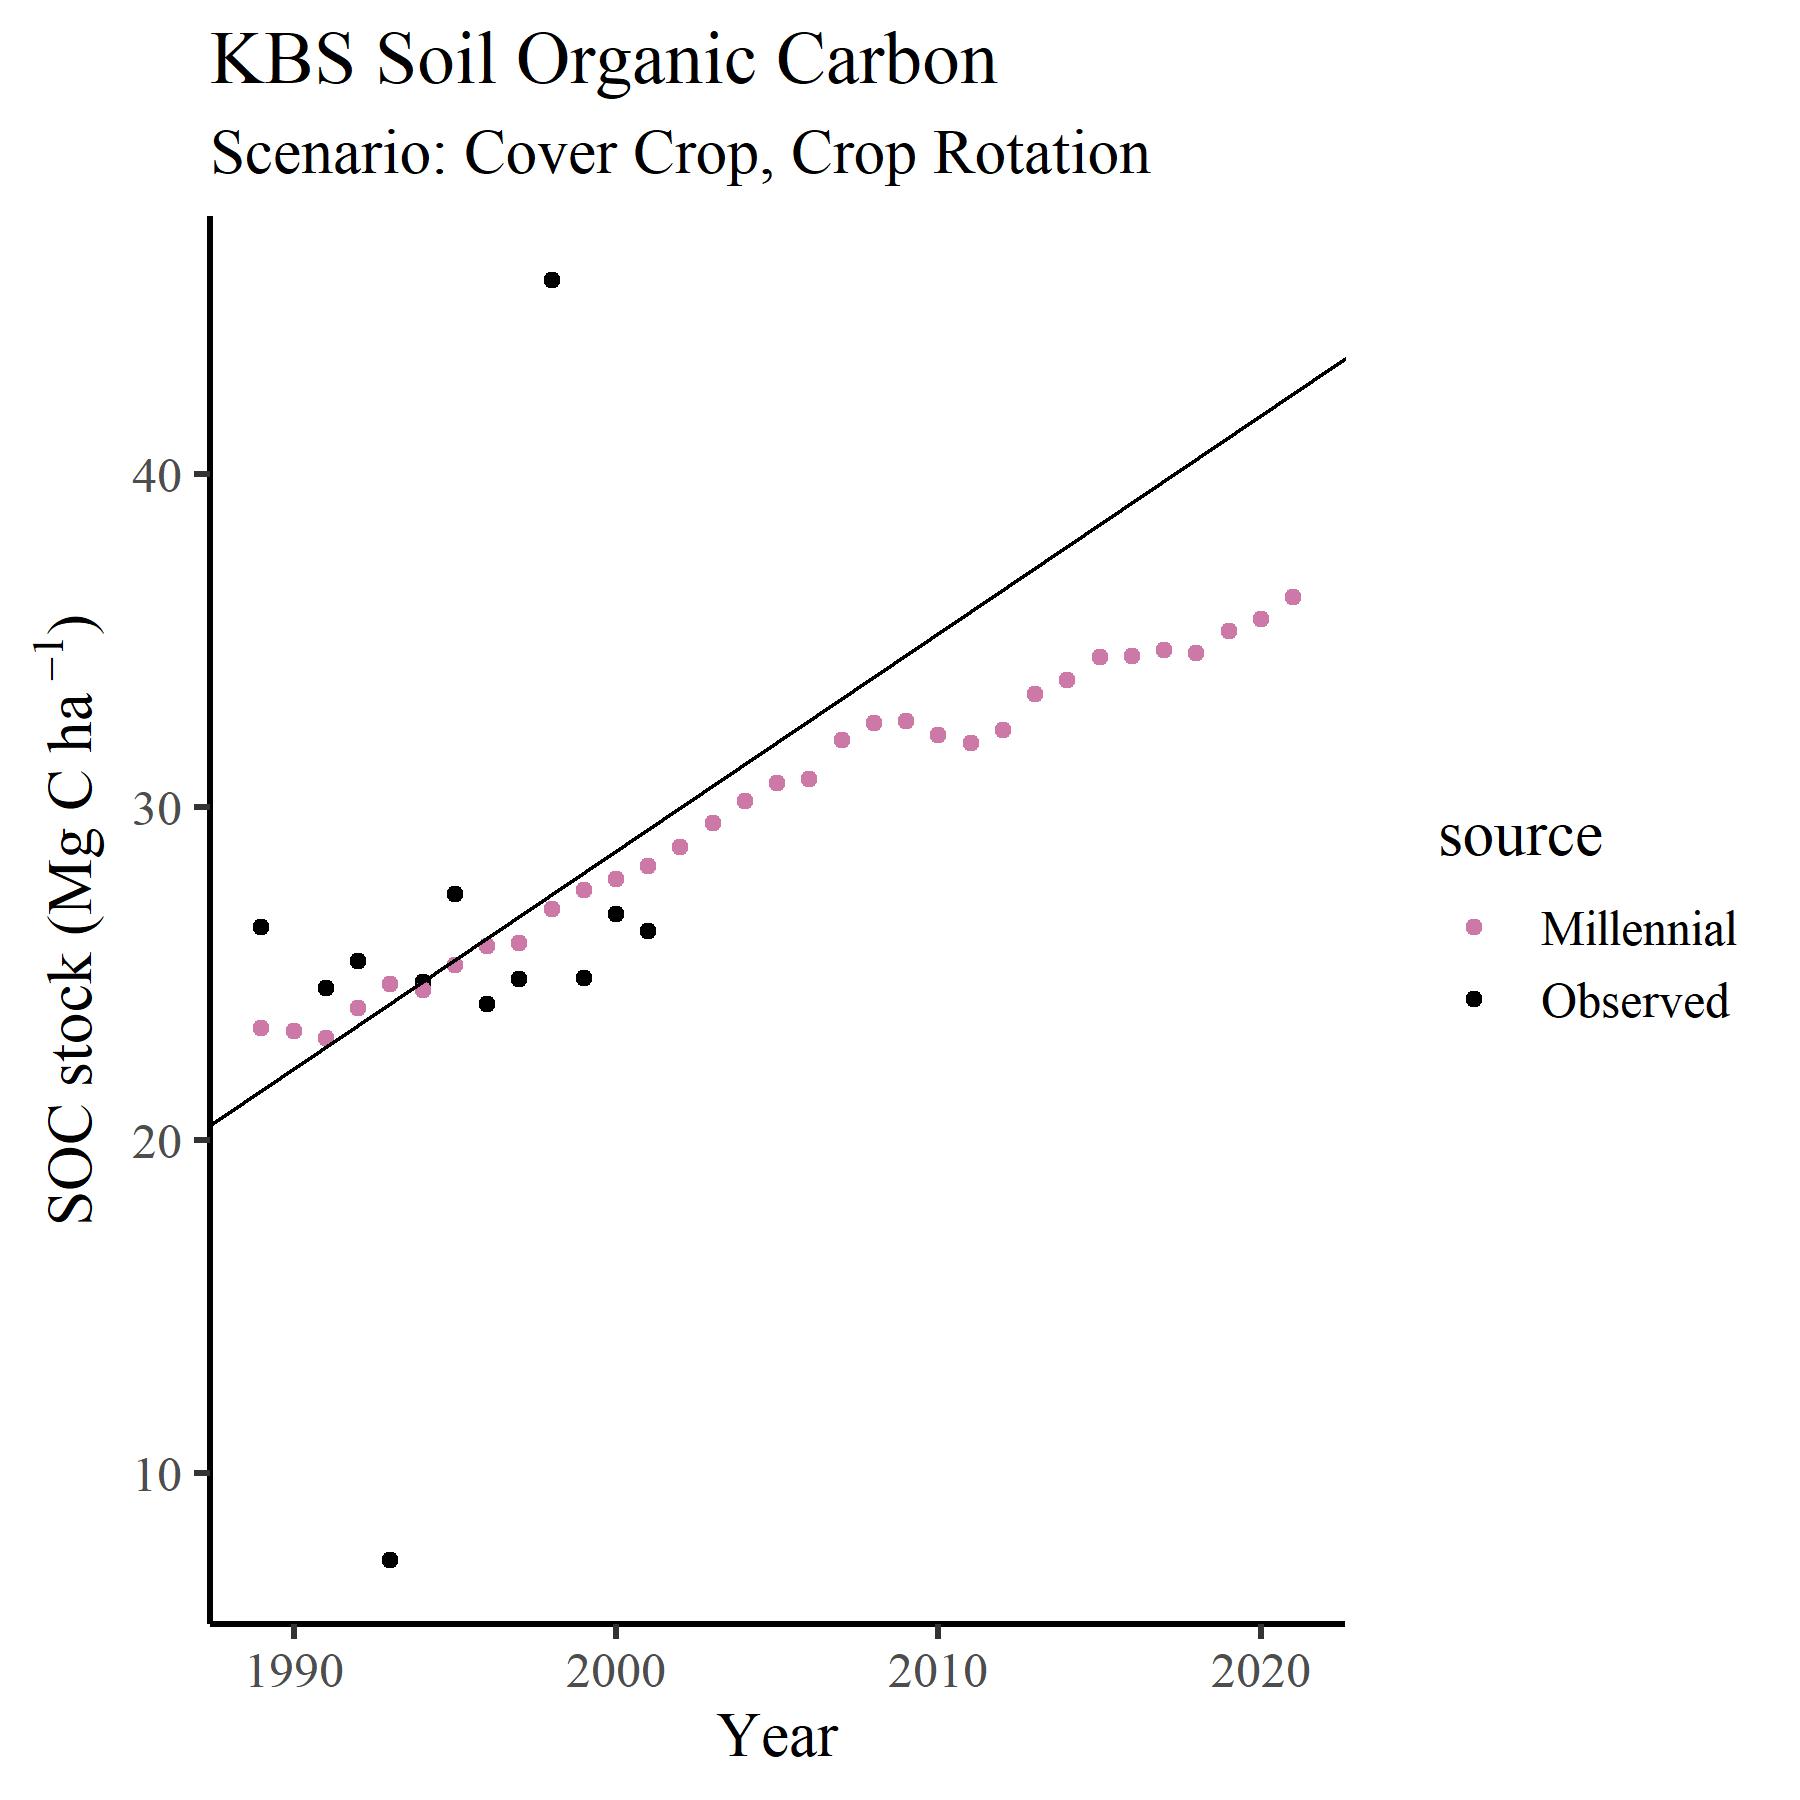 KBS Soil Organic Carbon
Scenario: Cover Crop, Crop Rotation
SOC stock (Mg C ha⁻¹)
40
30
20
10
1990 2000 2010 2020
Year
source
Millennial
Observed